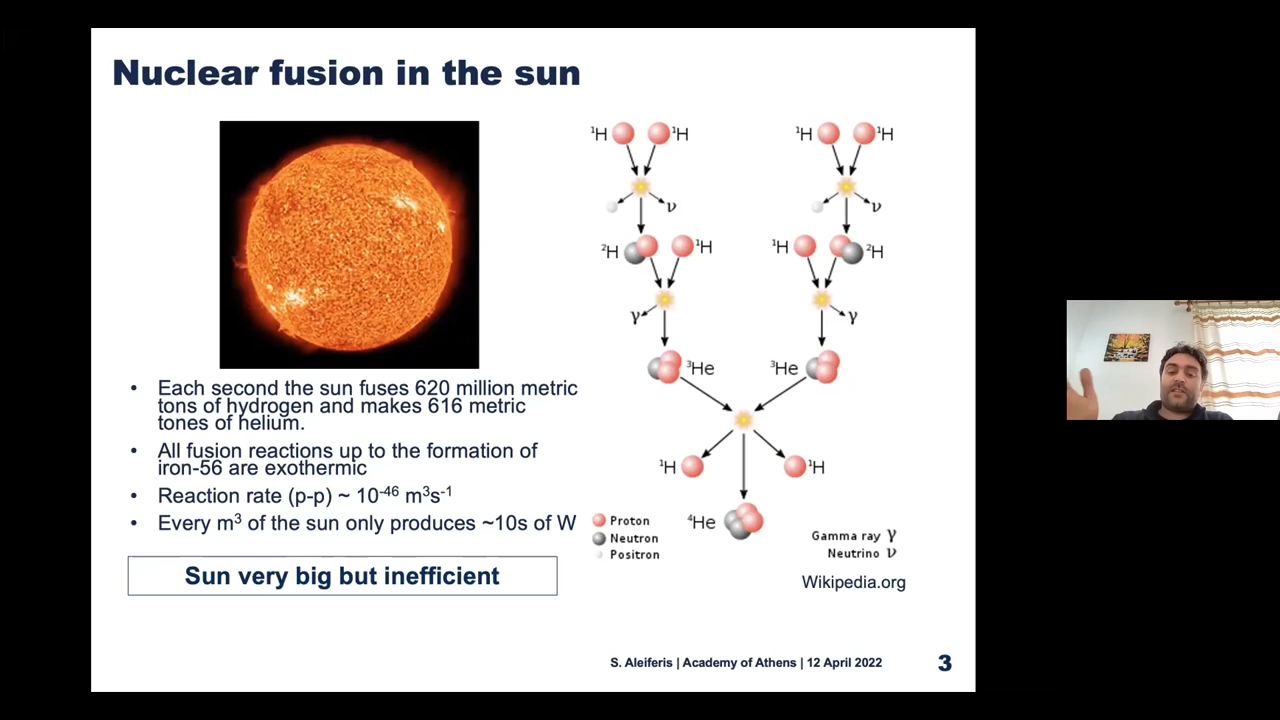 Nuclear fusion in the sun
• Each second the sun fuses 620 million metric
tons of hydrogen and makes 616 metric
tones of helium.
• All fusion reactions up to the formation of
iron-56 are exothermic
• Reaction rate (p-p) ~ 10⁻⁴⁶ m³s⁻¹
• Every m³ of the sun only produces ~10s of W
Sun very big but inefficient
¹H ¹H ¹H ¹H
ν ν
²H ¹H ¹H ²H
γ γ
³He ³He
¹H ¹H
⁴He
Proton
Neutron
Positron
Gamma ray γ
Neutrino ν
Wikipedia.org
S. Aleiferis | Academy of Athens | 12 April 2022 3